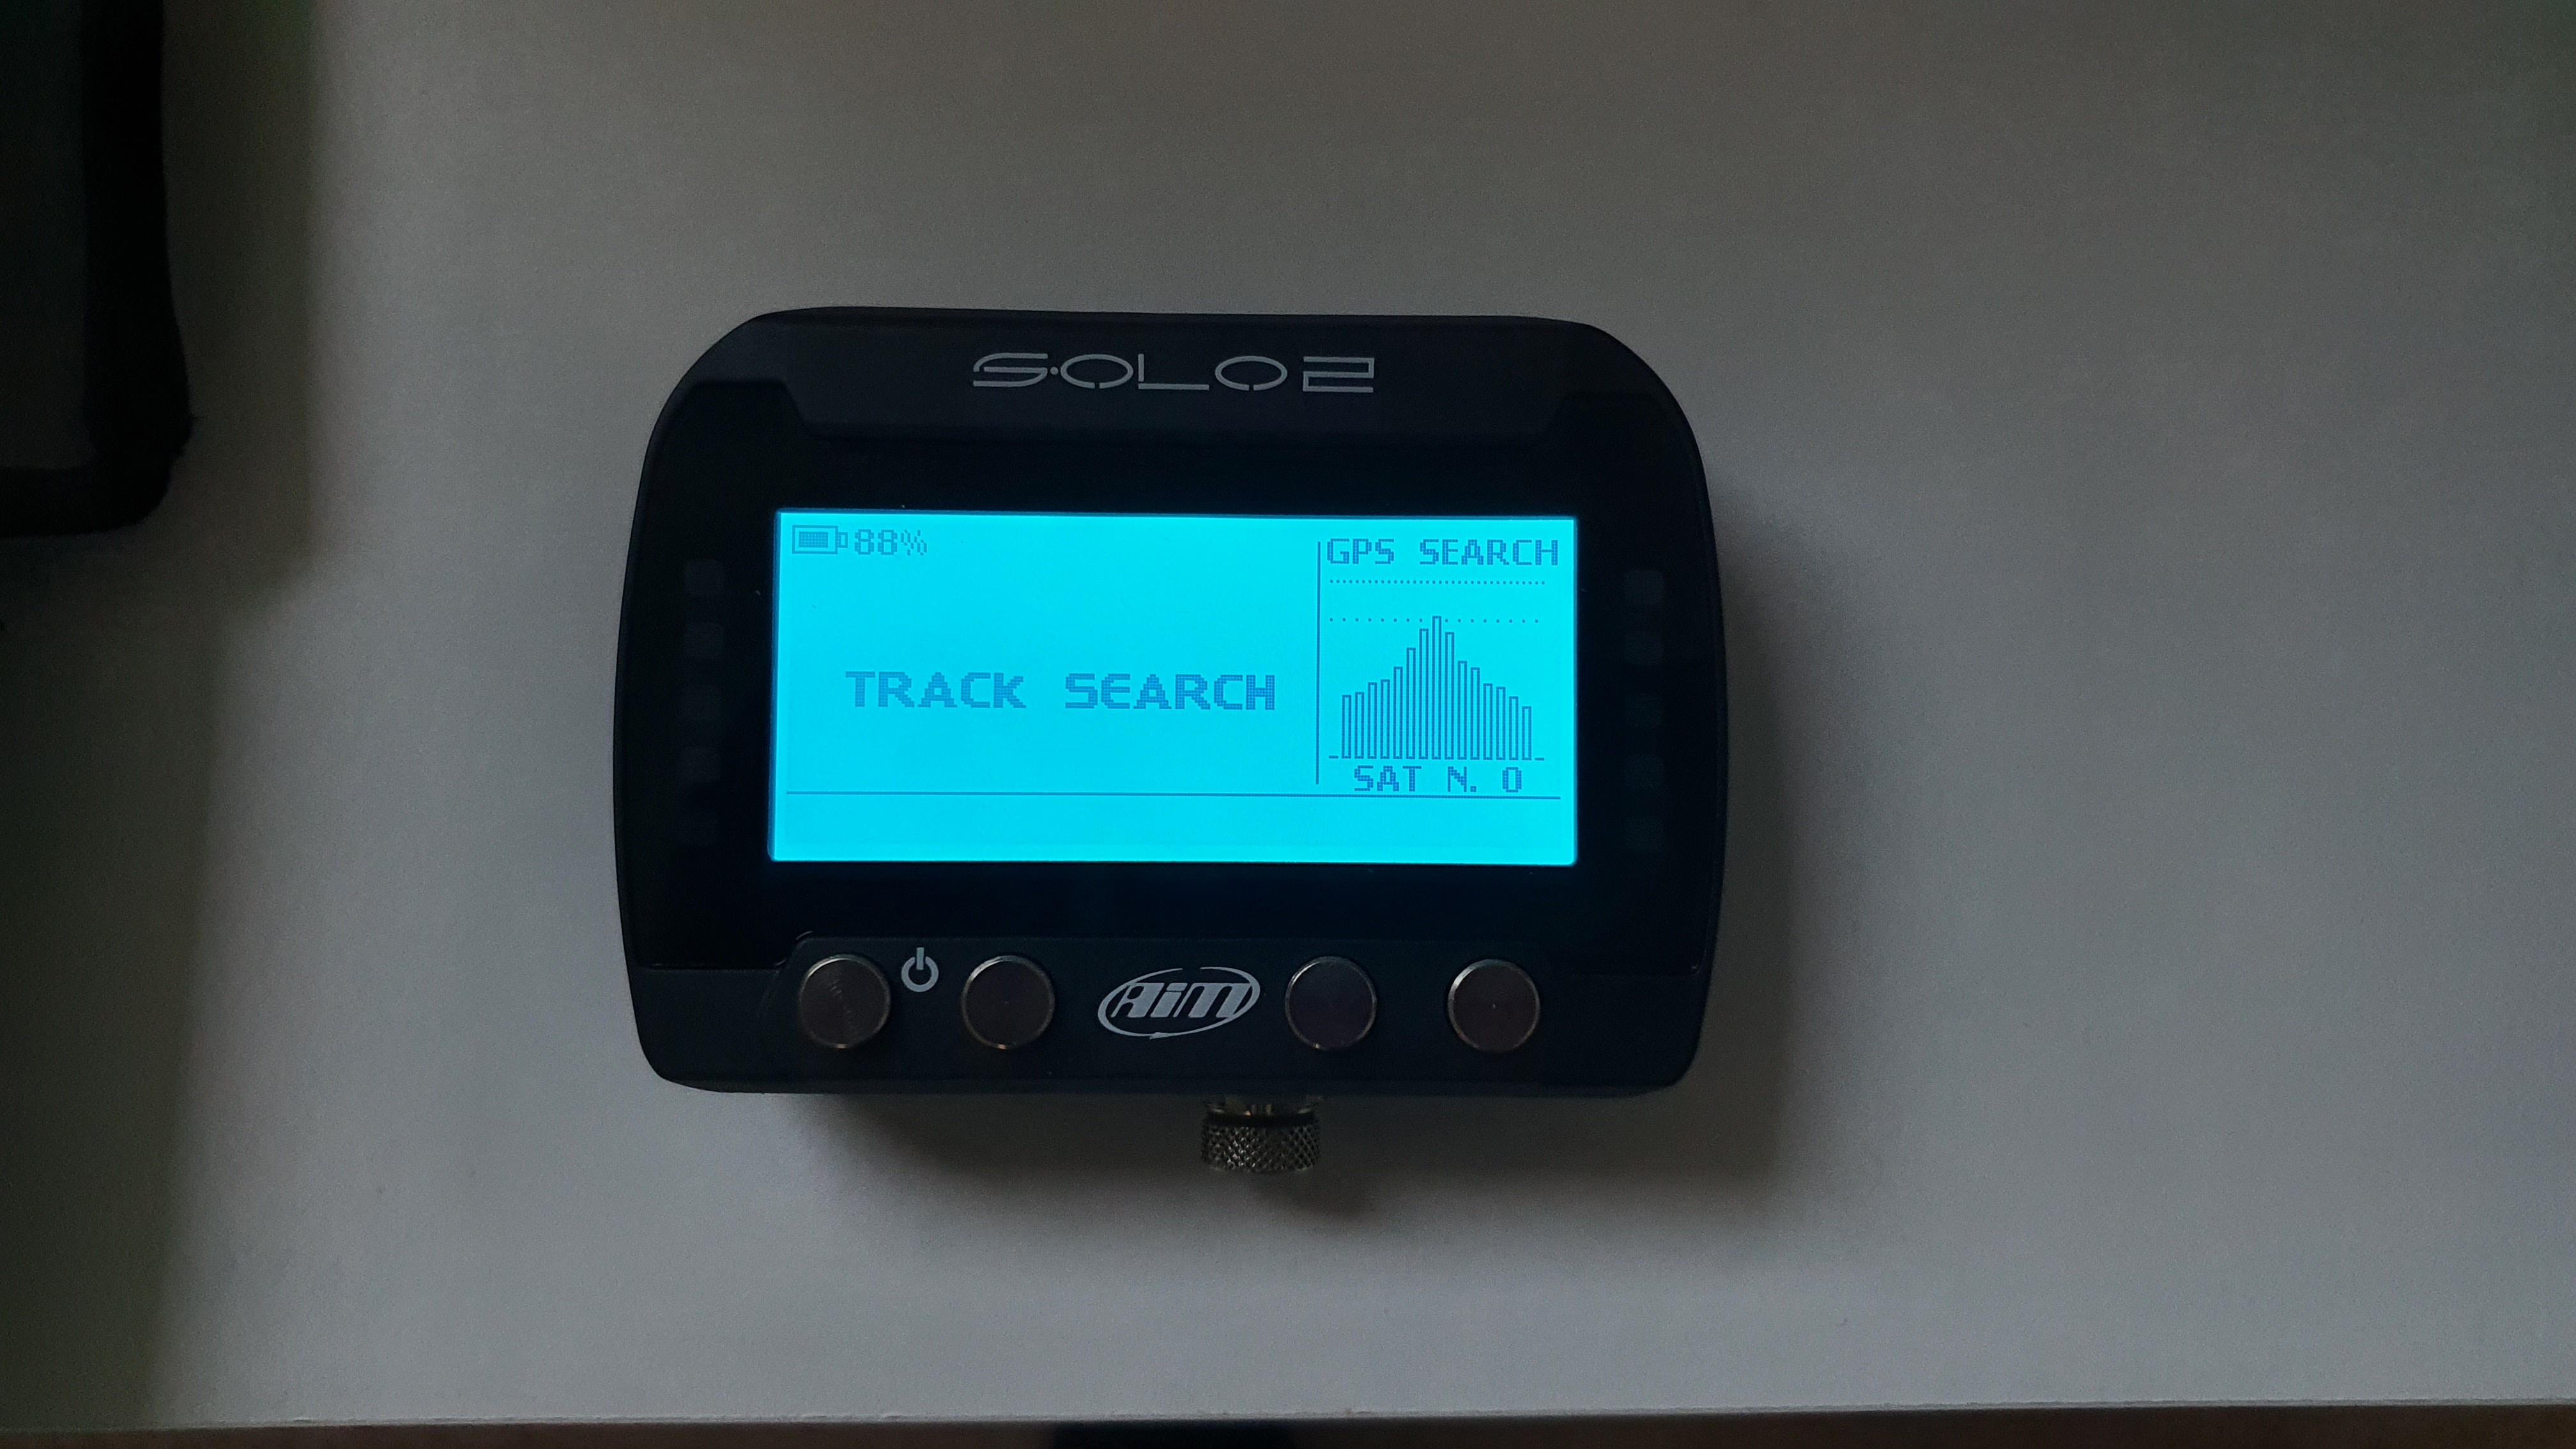 SOLO2
88%
GPS SEARCH
TRACK SEARCH
SAT N. 0
AiM